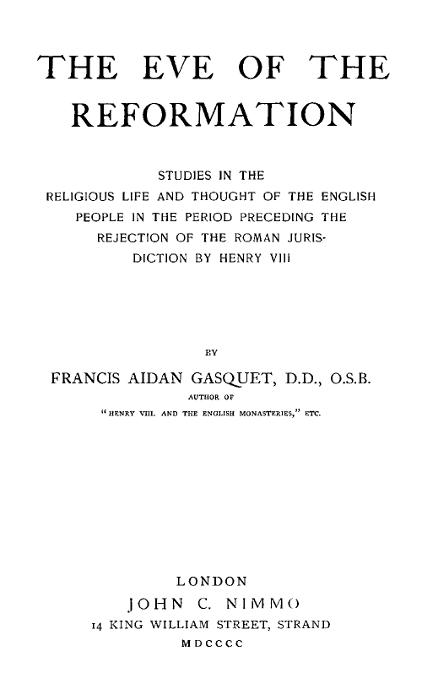 THE EVE OF THE
REFORMATION
STUDIES IN THE
RELIGIOUS LIFE AND THOUGHT OF THE ENGLISH
PEOPLE IN THE PERIOD PRECEDING THE
REJECTION OF THE ROMAN JURIS-
DICTION BY HENRY VIII
BY
FRANCIS AIDAN GASQUET, D.D., O.S.B.
AUTHOR OF
"HENRY VIII. AND THE ENGLISH MONASTERIES," ETC.
LONDON
JOHN C. NIMMO
14 KING WILLIAM STREET, STRAND
MDCCCC